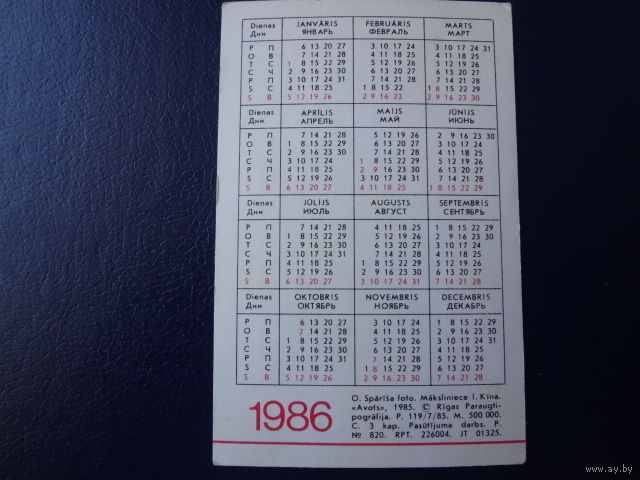 Dienas JANVĀRIS FEBRUĀRIS MARTS
Дни ЯНВАРЬ ФЕВРАЛЬ МАРТ
P П 6 13 20 27 3 10 17 24 3 10 17 24 31
O В 7 14 21 28 4 11 18 25 4 11 18 25
T С 1 8 15 22 29 5 12 19 26 5 12 19 26
C Ч 2 9 16 23 30 6 13 20 27 6 13 20 27
P П 3 10 17 24 31 7 14 21 28 7 14 21 28
S С 4 11 18 25 1 8 15 22 1 8 15 22 29
S В 5 12 19 26 2 9 16 23 2 9 16 23 30
Dienas APRĪLIS MAIJS JŪNIJS
Дни АПРЕЛЬ МАЙ ИЮНЬ
P П 7 14 21 28 5 12 19 26 2 9 16 23 30
O В 1 8 15 22 29 6 13 20 27 3 10 17 24
T С 2 9 16 23 30 7 14 21 28 4 11 18 25
C Ч 3 10 17 24 1 8 15 22 29 5 12 19 26
P П 4 11 18 25 2 9 16 23 30 6 13 20 27
S С 5 12 19 26 3 10 17 24 31 7 14 21 28
S В 6 13 20 27 4 11 18 25 1 8 15 22 29
Dienas JŪLIJS AUGUSTS SEPTEMBRIS
Дни ИЮЛЬ АВГУСТ СЕНТЯБРЬ
P П 7 14 21 28 4 11 18 25 1 8 15 22 29
O В 1 8 15 22 29 5 12 19 26 2 9 16 23 30
T С 2 9 16 23 30 6 13 20 27 3 10 17 24
C Ч 3 10 17 24 31 7 14 21 28 4 11 18 25
P П 4 11 18 25 1 8 15 22 29 5 12 19 26
S С 5 12 19 26 2 9 16 23 30 6 13 20 27
S В 6 13 20 27 3 10 17 24 31 7 14 21 28
Dienas OKTOBRIS NOVEMBRIS DECEMBRIS
Дни ОКТЯБРЬ НОЯБРЬ ДЕКАБРЬ
P П 6 13 20 27 3 10 17 24 1 8 15 22 29
O В 7 14 21 28 4 11 18 25 2 9 16 23 30
T С 1 8 15 22 29 5 12 19 26 3 10 17 24 31
C Ч 2 9 16 23 30 6 13 20 27 4 11 18 25
P П 3 10 17 24 31 7 14 21 28 5 12 19 26
S С 4 11 18 25 1 8 15 22 29 6 13 20 27
S В 5 12 19 26 2 9 16 23 30 7 14 21 28
1986
O. Spārīsa foto. Māksliniece I. Ķīna.
«Avots», 1985. © Rīgas Paraugti-
pogrāfija. P. 119/7/85. M. 500 000.
C. 3 kap. Pasūtījuma darbs. P.
№ 820. RPT. 226004. JT 01325.
www.ay.by